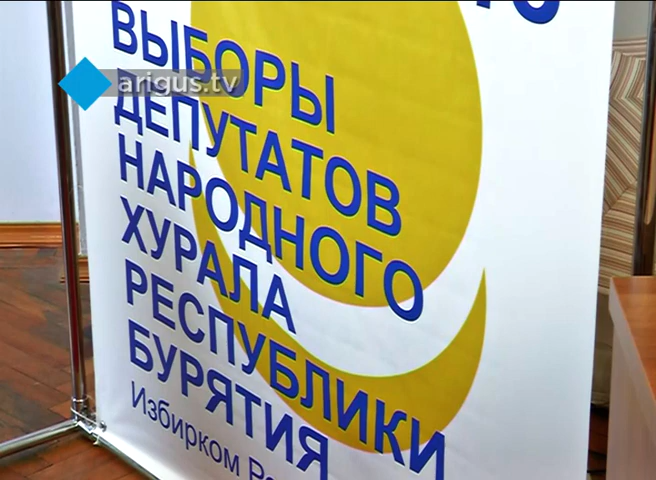 arigus.tv
ВЫБОРЫ
ДЕПУТАТОВ
НАРОДНОГО
ХУРАЛА
РЕСПУБЛИКИ
БУРЯТИЯ
Избирком